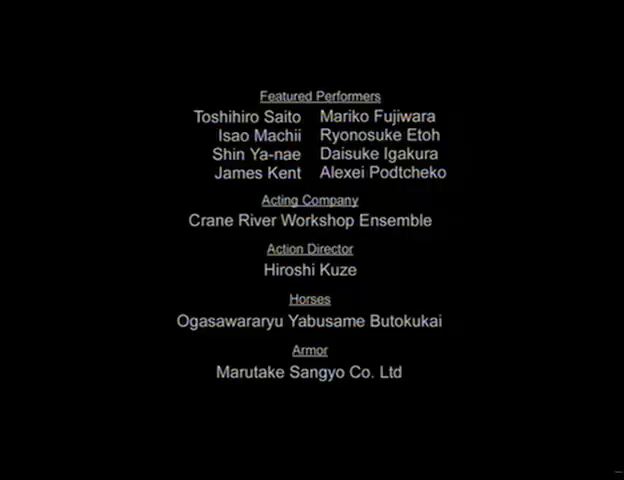 Featured Performers
Toshihiro Saito Mariko Fujiwara
Isao Machii Ryonosuke Etoh
Shin Ya-nae Daisuke Igakura
James Kent Alexei Podtcheko
Acting Company
Crane River Workshop Ensemble
Action Director
Hiroshi Kuze
Horses
Ogasawararyu Yabusame Butokukai
Armor
Marutake Sangyo Co. Ltd